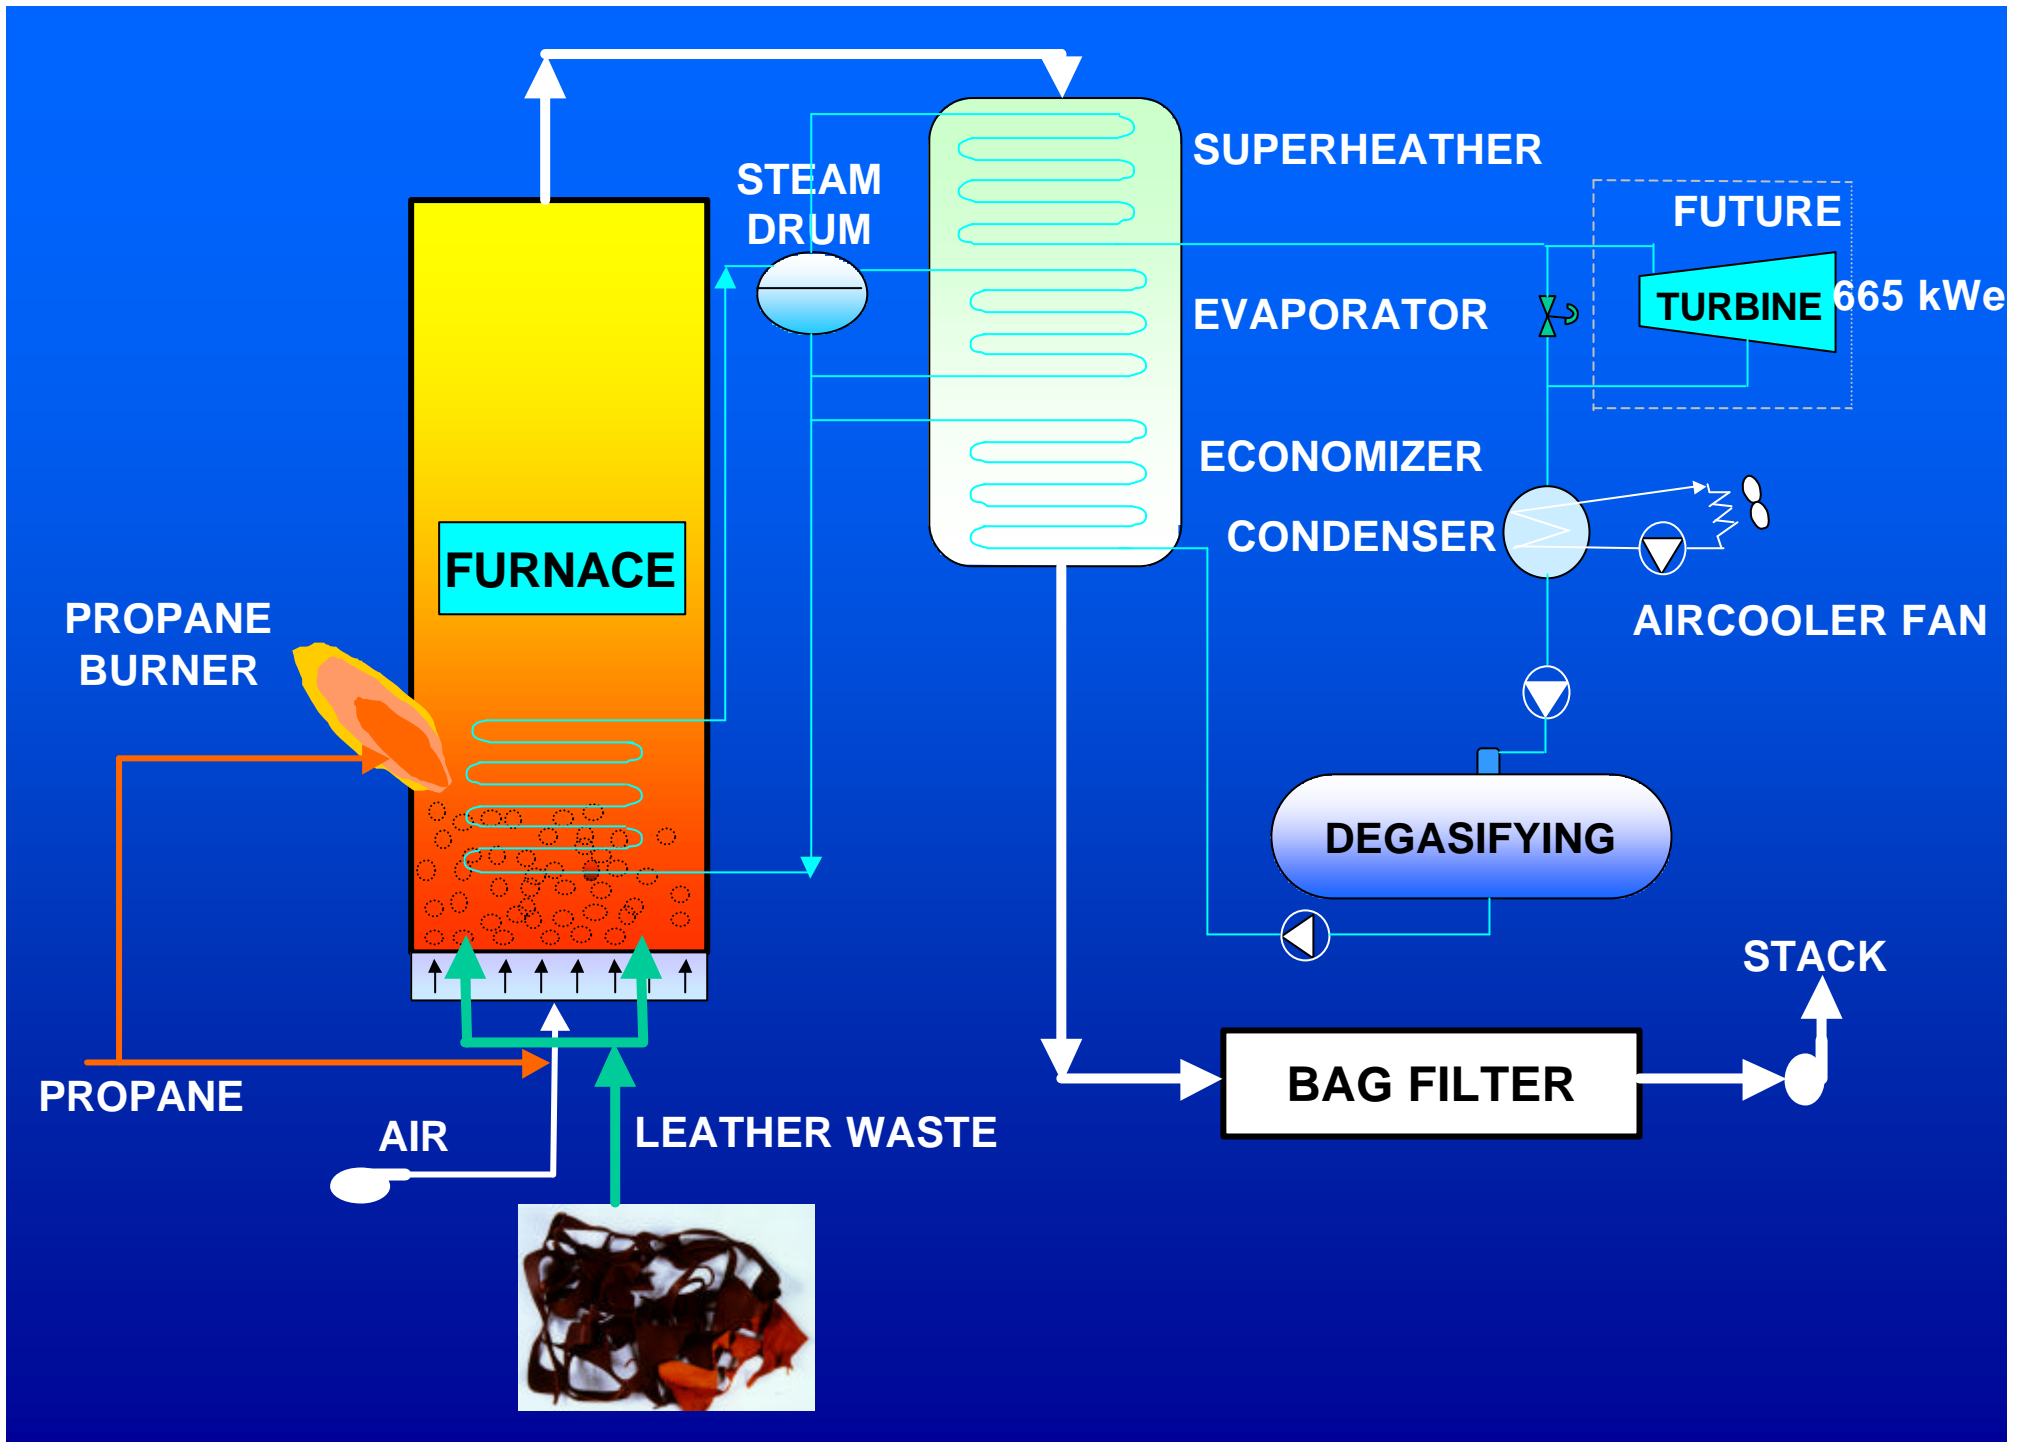 STEAM
DRUM
SUPERHEATHER
FUTURE
TURBINE
665 kWe
EVAPORATOR
ECONOMIZER
CONDENSER
FURNACE
PROPANE
BURNER
AIRCOOLER FAN
DEGASIFYING
STACK
BAG FILTER
PROPANE
AIR
LEATHER WASTE